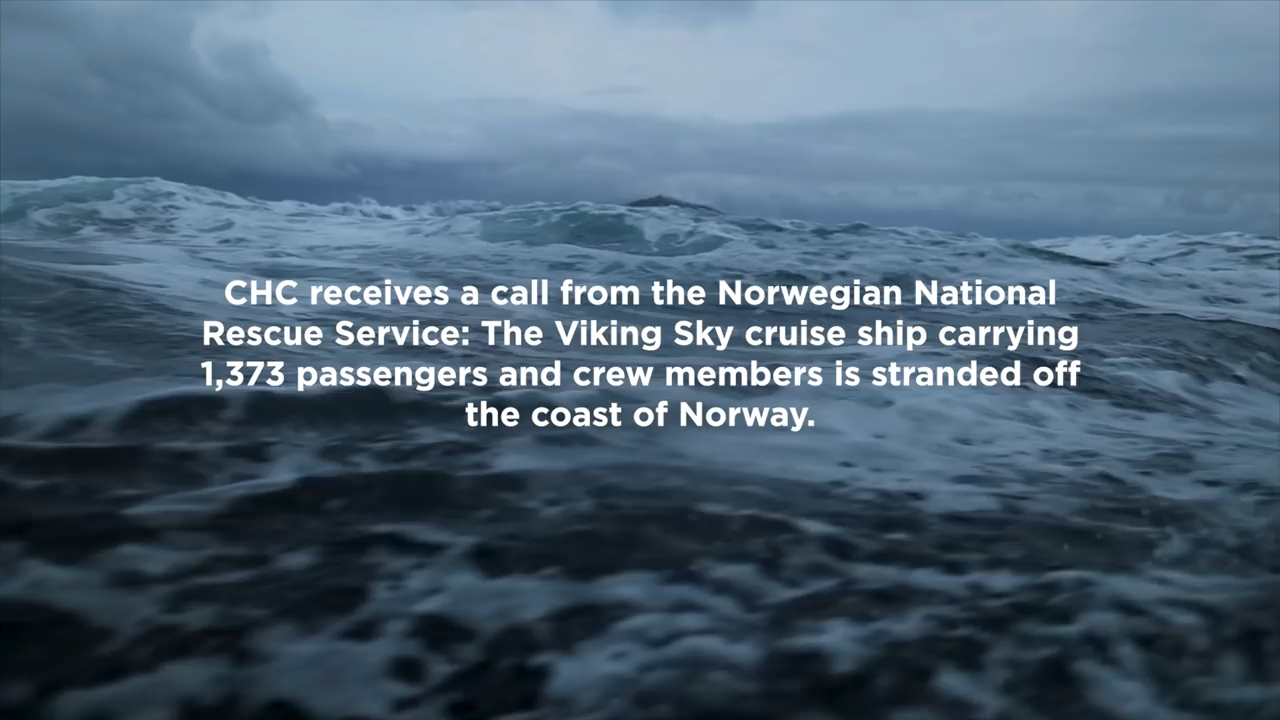 CHC receives a call from the Norwegian National
Rescue Service: The Viking Sky cruise ship carrying
1,373 passengers and crew members is stranded off
the coast of Norway.